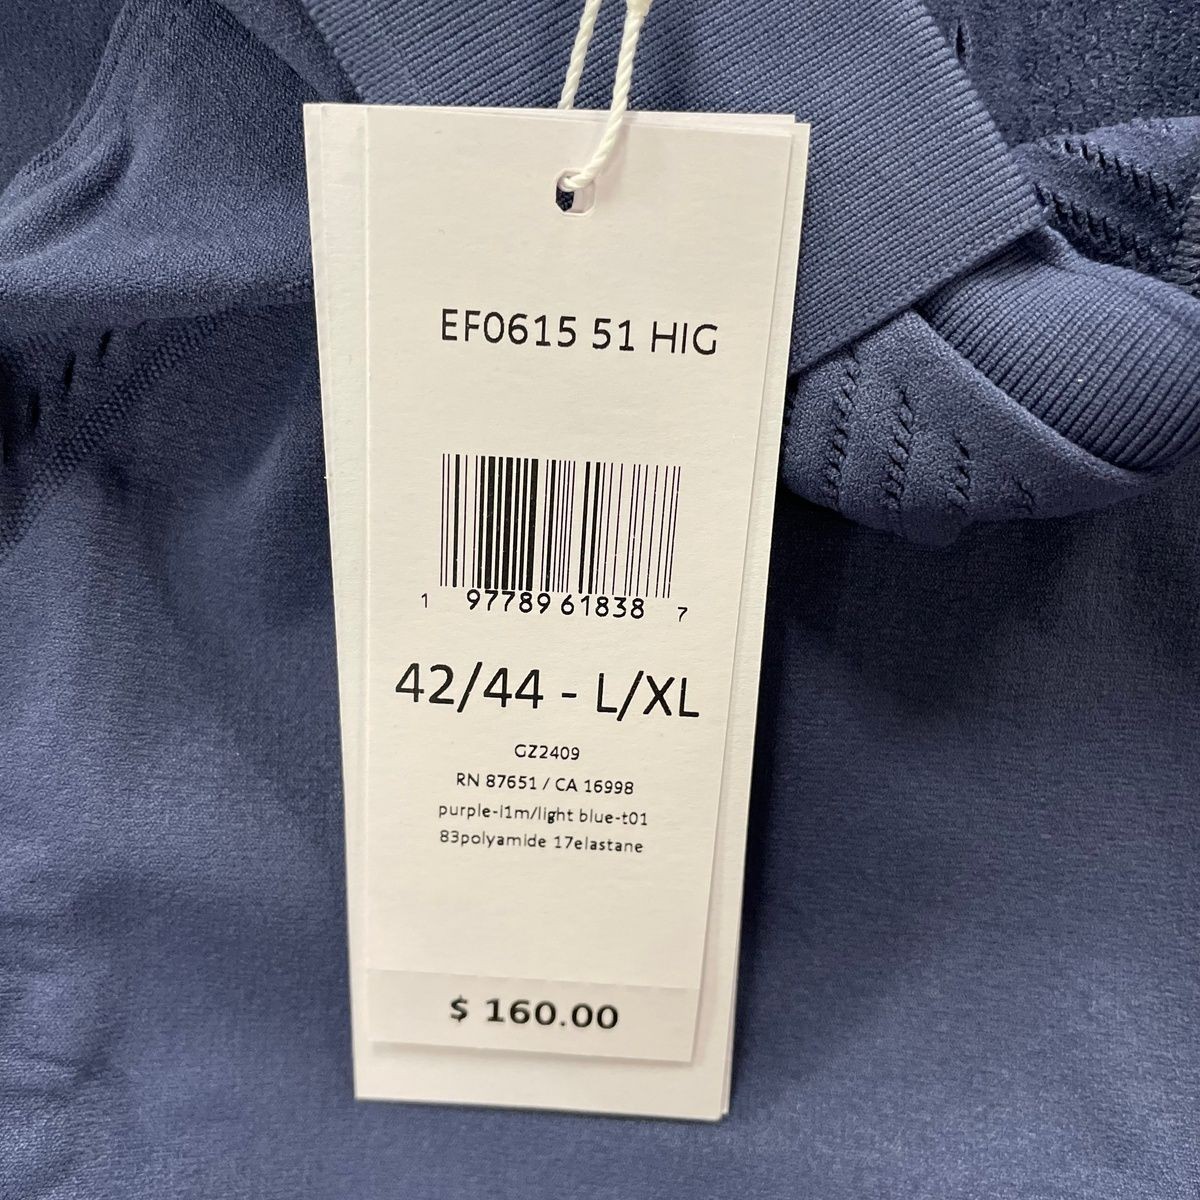 EF0615 51 HIG
1 97789 61838 7
42/44 - L/XL
GZ2409
RN 87651 / CA 16998
purple-i1m/light blue-t01
83polyamide 17elastane
$ 160.00